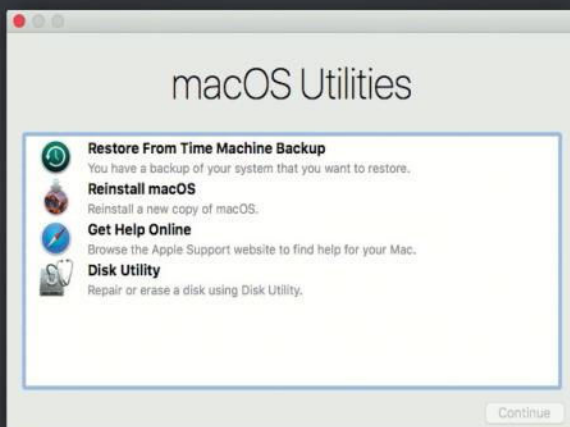 macOS Utilities
Restore From Time Machine Backup
You have a backup of your system that you want to restore.
Reinstall macOS
Reinstall a new copy of macOS.
Get Help Online
Browse the Apple Support website to find help for your Mac.
Disk Utility
Repair or erase a disk using Disk Utility.
Continue